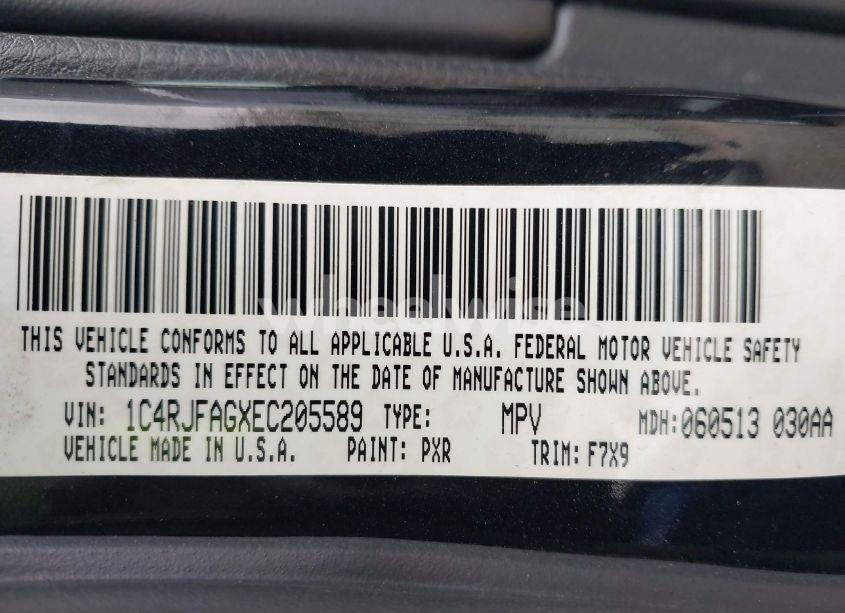 wheelwise
THIS VEHICLE CONFORMS TO ALL APPLICABLE U.S.A. FEDERAL MOTOR VEHICLE SAFETY
STANDARDS IN EFFECT ON THE DATE OF MANUFACTURE SHOWN ABOVE.
VIN: 1C4RJFAGXEC205589 TYPE: MPV MDH:060513 030AA
VEHICLE MADE IN U.S.A. PAINT: PXR TRIM: F7X9